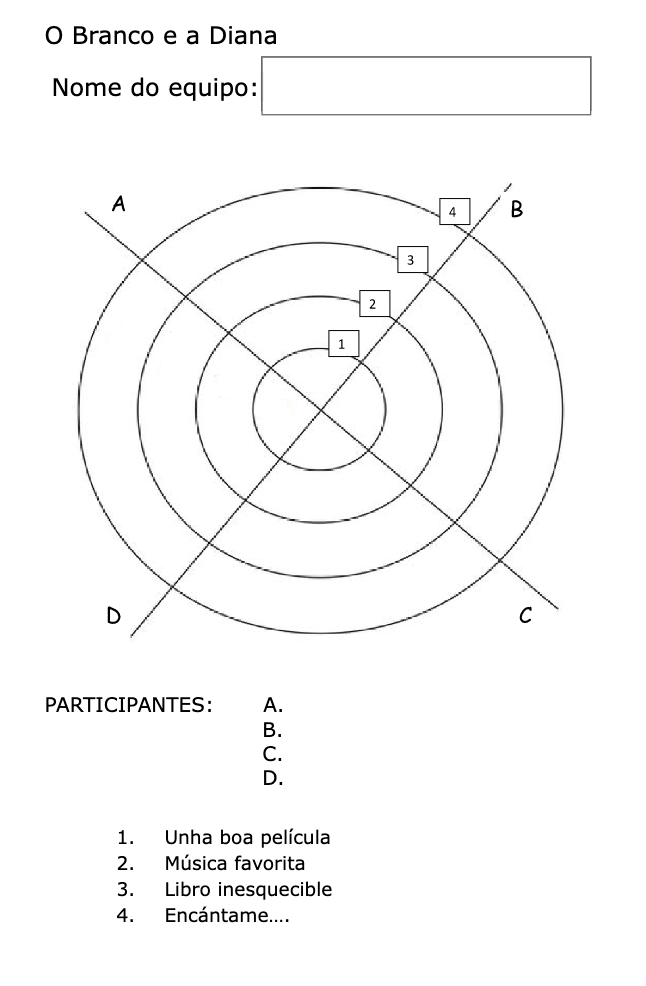 O Branco e a Diana
Nome do equipo:
A
B
4
3
2
1
D
C
PARTICIPANTES: A.
B.
C.
D.
1. Unha boa película
2. Música favorita
3. Libro inesquecible
4. Encántame....